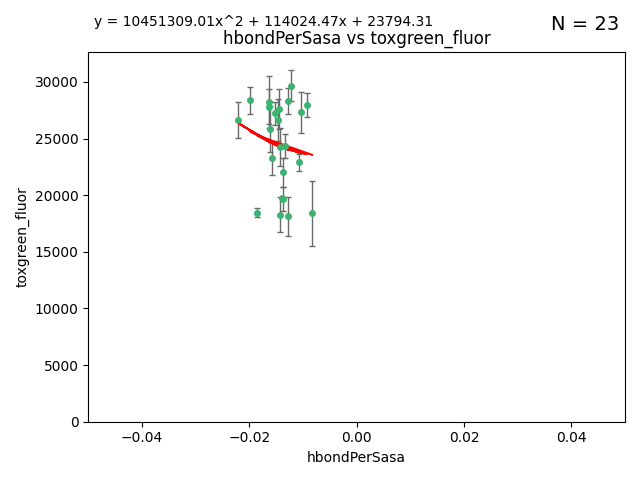 y = 10451309.01x^2 + 114024.47x + 23794.31
N = 23
hbondPerSasa vs toxgreen_fluor
30000
25000
20000
15000
10000
5000
0
toxgreen_fluor
−0.04
−0.02
0.00
0.02
0.04
hbondPerSasa